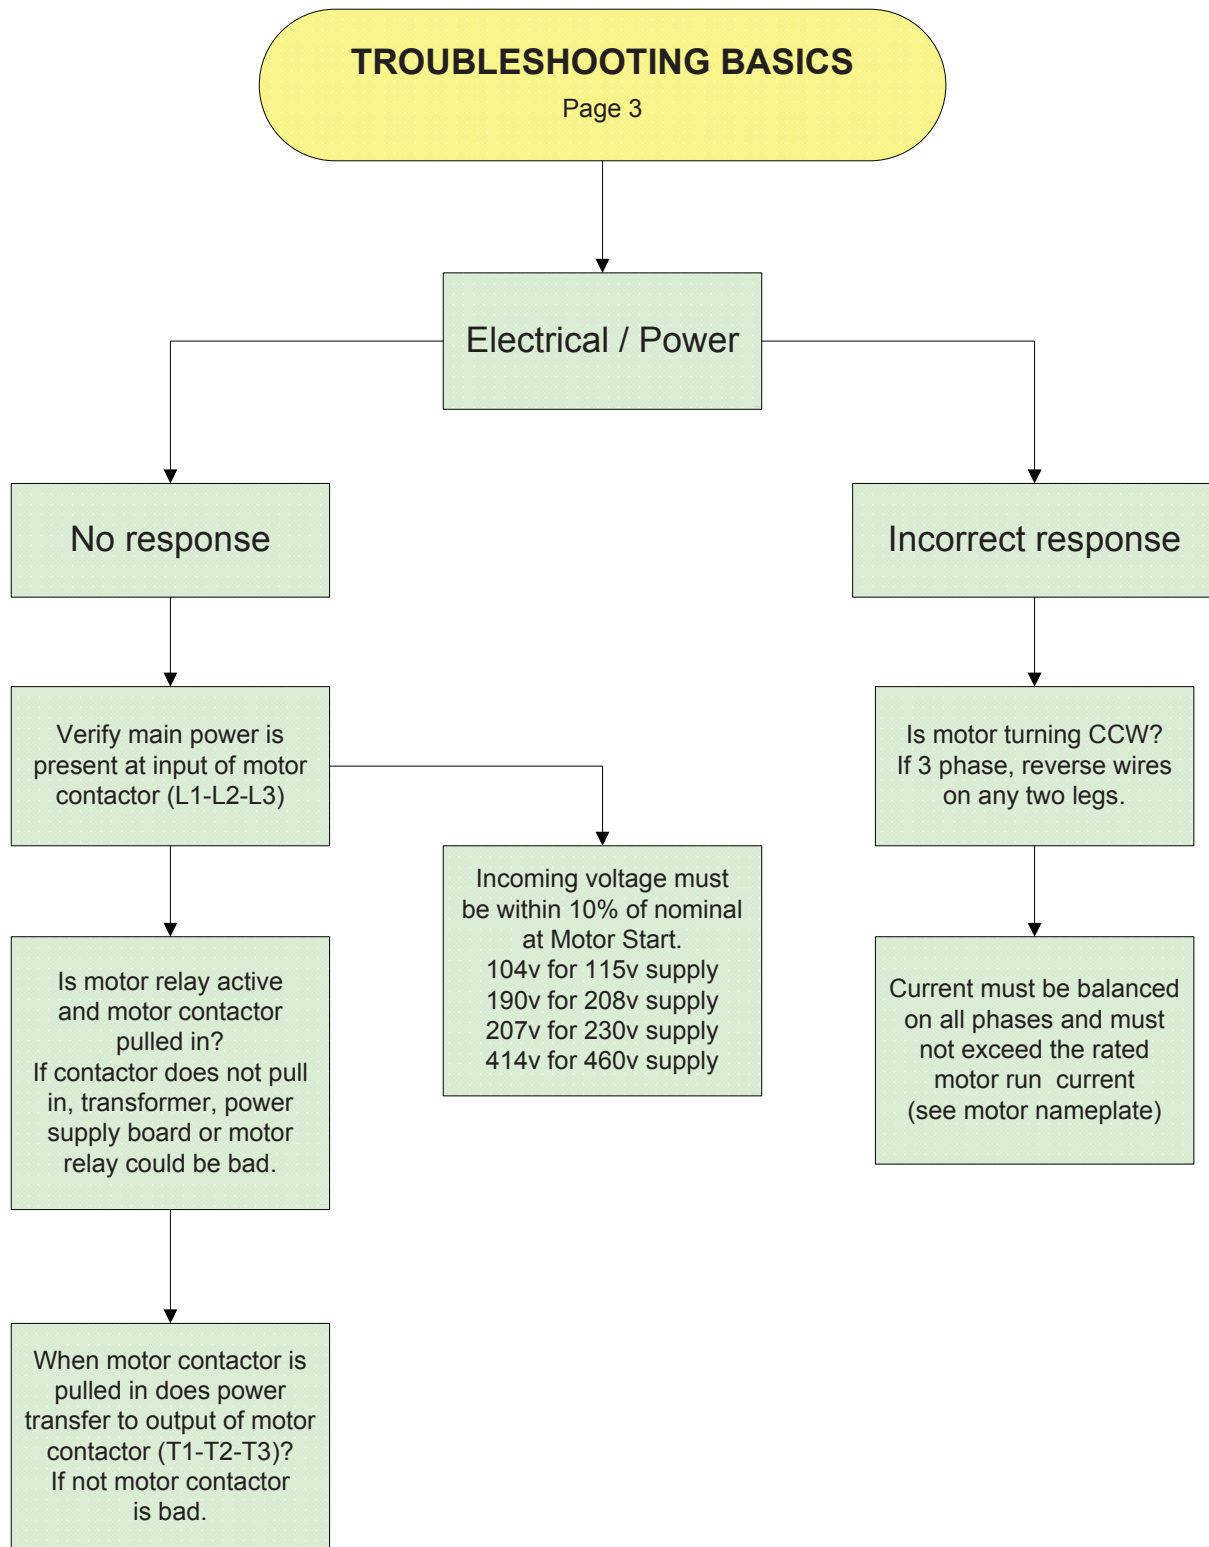 TROUBLESHOOTING BASICS
Page 3
Electrical / Power
No response
Incorrect response
Verify main power is
present at input of motor
contactor (L1-L2-L3)
Is motor turning CCW?
If 3 phase, reverse wires
on any two legs.
Incoming voltage must
be within 10% of nominal
at Motor Start.
104v for 115v supply
190v for 208v supply
207v for 230v supply
414v for 460v supply
Is motor relay active
and motor contactor
pulled in?
If contactor does not pull
in, transformer, power
supply board or motor
relay could be bad.
Current must be balanced
on all phases and must
not exceed the rated
motor run  current
(see motor nameplate)
When motor contactor is
pulled in does power
transfer to output of motor
contactor (T1-T2-T3)?
If not motor contactor
is bad.